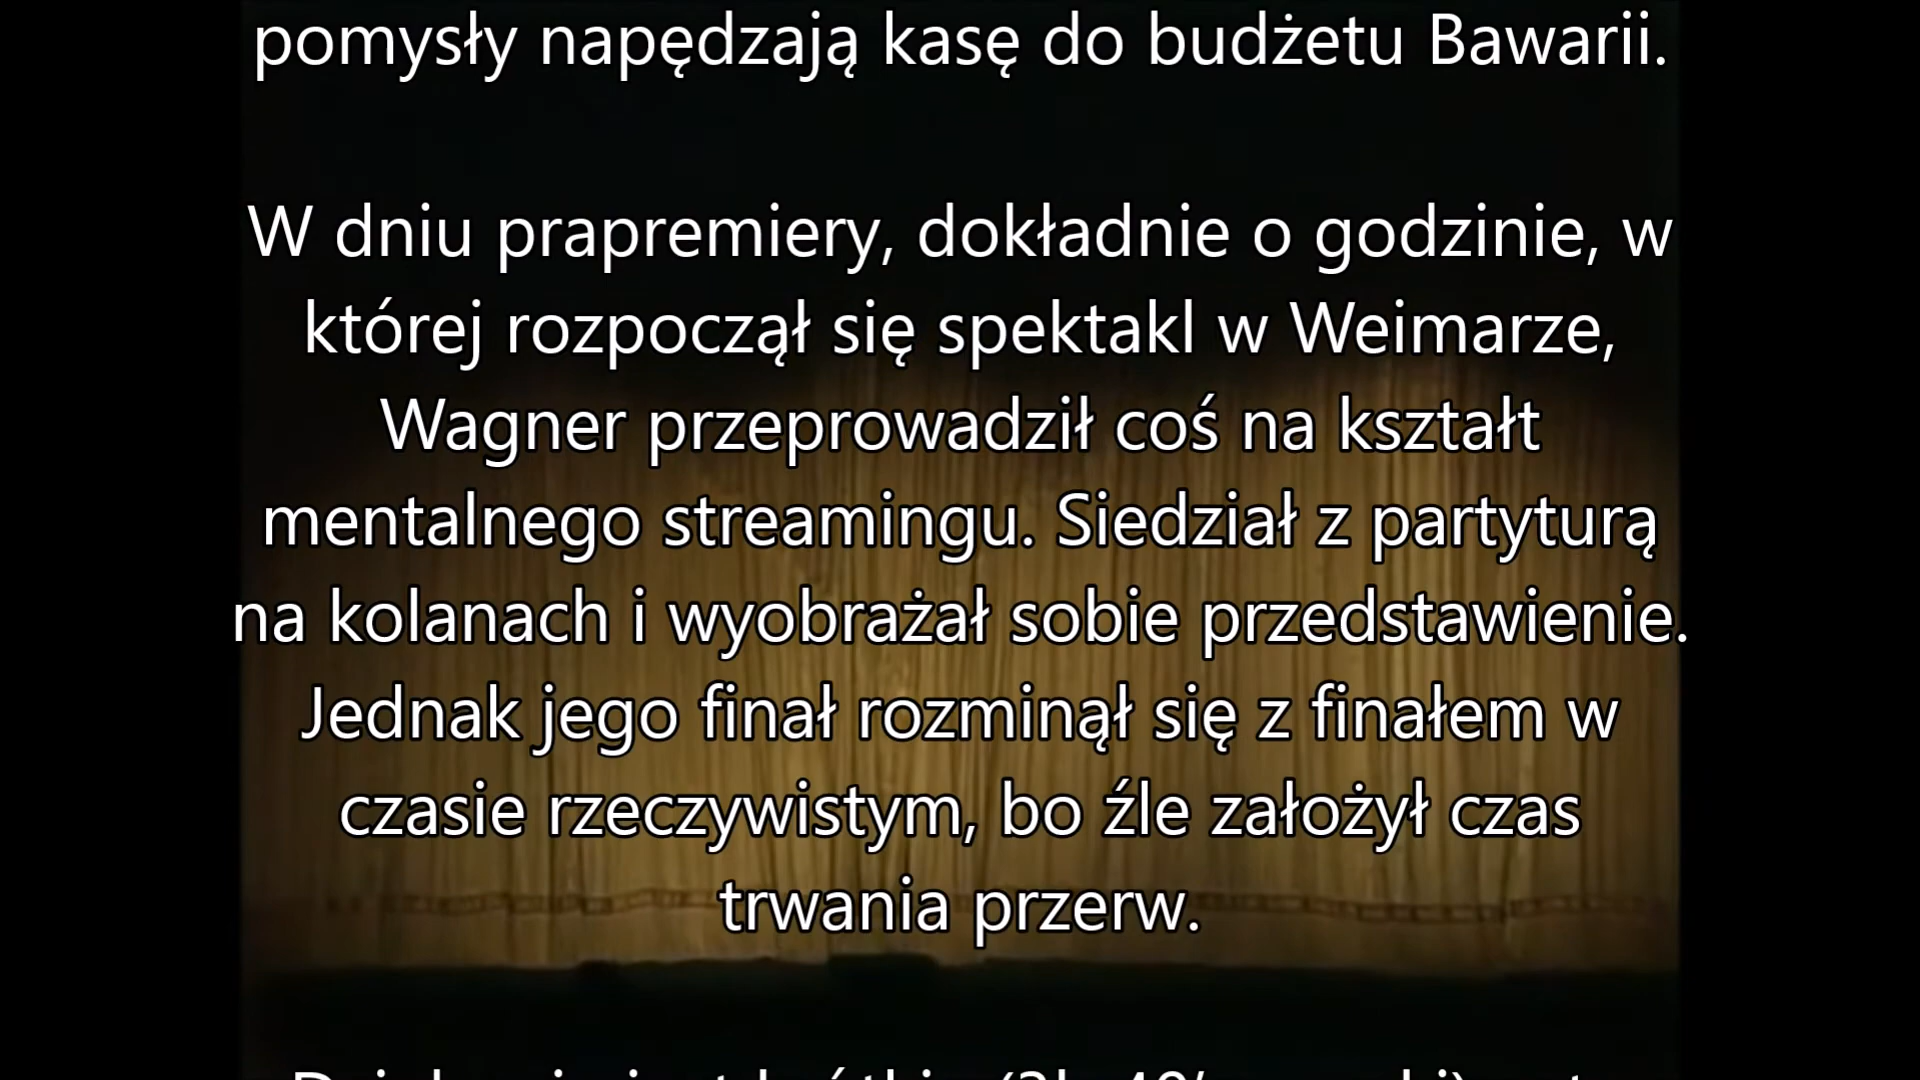 pomysły napędzają kasę do budżetu Bawarii.
W dniu prapremiery, dokładnie o godzinie, w
której rozpoczął się spektakl w Weimarze,
Wagner przeprowadził coś na kształt
mentalnego streamingu. Siedział z partyturą
na kolanach i wyobrażał sobie przedstawienie.
Jednak jego finał rozminął się z finałem w
czasie rzeczywistym, bo źle założył czas
trwania przerw.